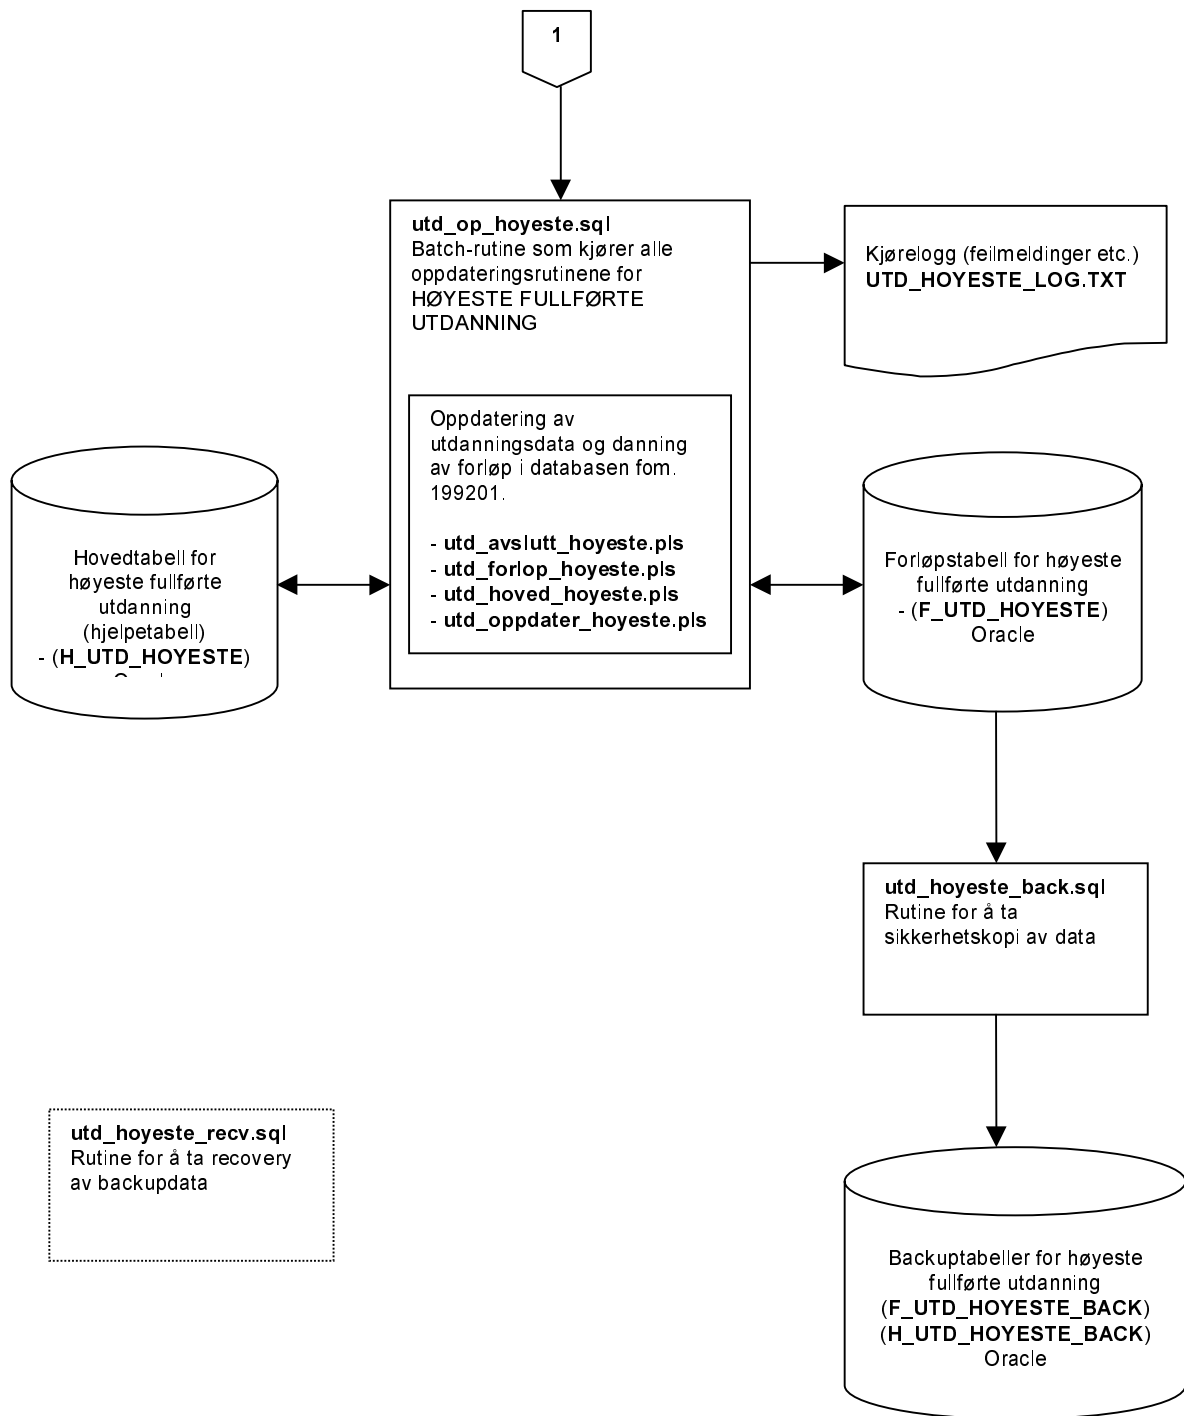 1
utd_op_hoyeste.sql
Batch-rutine som kjører alle
oppdateringsrutinene for
HØYESTE FULLFØRTE
UTDANNING
Kjørelogg (feilmeldinger etc.)
UTD_HOYESTE_LOG.TXT
Oppdatering av
utdanningsdata og danning
av forløp i databasen fom.
199201.
- utd_avslutt_hoyeste.pls
- utd_forlop_hoyeste.pls
- utd_hoved_hoyeste.pls
- utd_oppdater_hoyeste.pls
Hovedtabell for
høyeste fullførte
utdanning
(hjelpetabell)
- (H_UTD_HOYESTE)
Forløpstabell for høyeste
fullførte utdanning
- (F_UTD_HOYESTE)
Oracle
utd_hoyeste_back.sql
Rutine for å ta
sikkerhetskopi av data
utd_hoyeste_recv.sql
Rutine for å ta recovery
av backupdata
Backuptabeller for høyeste
fullførte utdanning
(F_UTD_HOYESTE_BACK)
(H_UTD_HOYESTE_BACK)
Oracle